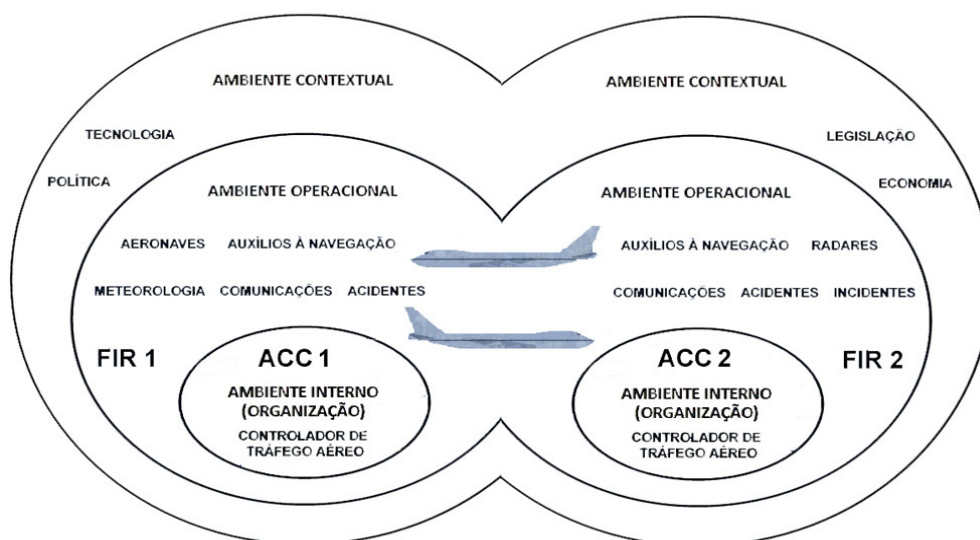 AMBIENTE CONTEXTUAL
AMBIENTE CONTEXTUAL
TECNOLOGIA
LEGISLAÇÃO
POLÍTICA
ECONOMIA
AMBIENTE OPERACIONAL
AMBIENTE OPERACIONAL
AERONAVES AUXÍLIOS À NAVEGAÇÃO
AUXÍLIOS À NAVEGAÇÃO RADARES
METEOROLOGIA COMUNICAÇÕES ACIDENTES
COMUNICAÇÕES ACIDENTES INCIDENTES
FIR 1
ACC 1
ACC 2
FIR 2
AMBIENTE INTERNO
(ORGANIZAÇÃO)
CONTROLADOR DE
TRÁFEGO AÉREO
AMBIENTE INTERNO
(ORGANIZAÇÃO)
CONTROLADOR DE
TRÁFEGO AÉREO